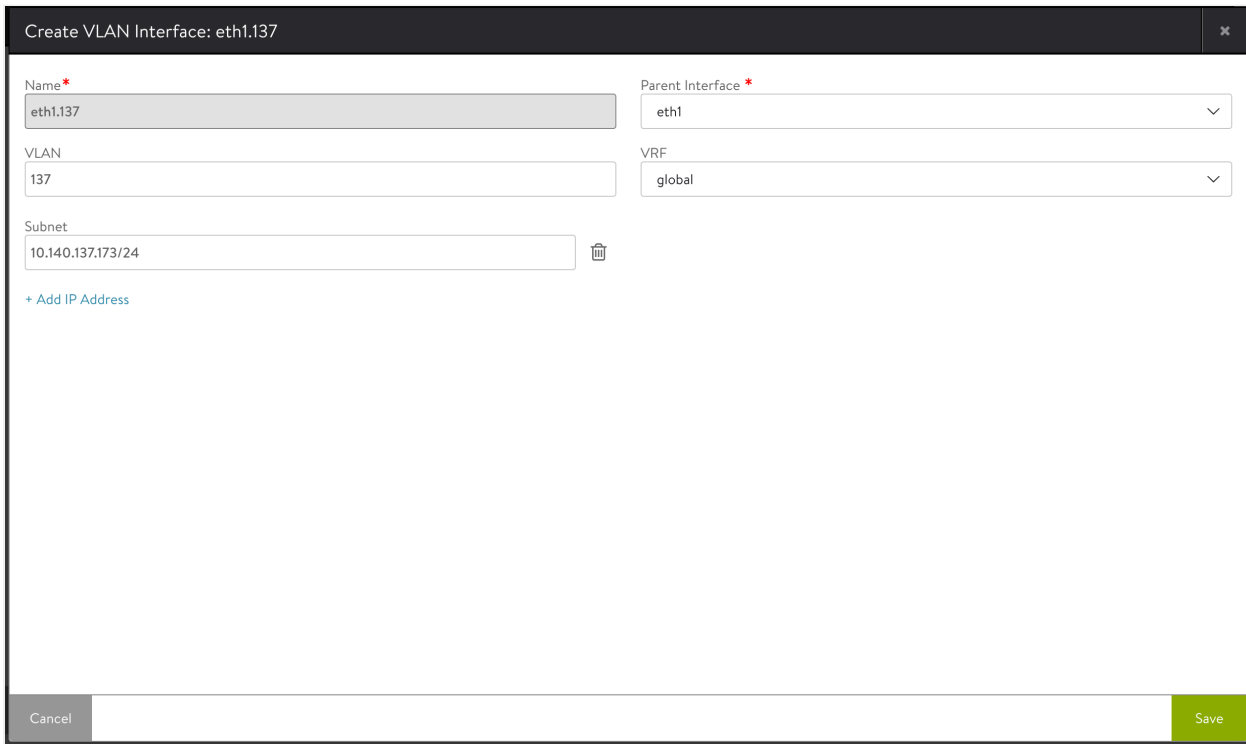 Create VLAN Interface: eth1.137
Name*
eth1.137
Parent Interface *
eth1
VLAN
137
VRF
global
Subnet
10.140.137.173/24
+ Add IP Address
Cancel
Save